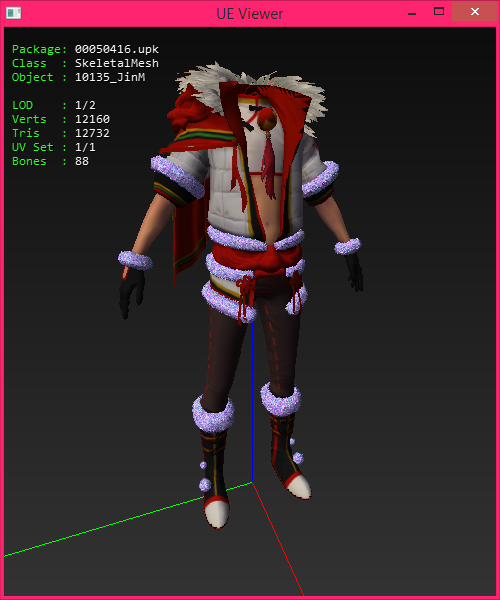 UE Viewer
Package: 00050416.upk
Class  : SkeletalMesh
Object : 10135_JinM
LOD    : 1/2
Verts  : 12160
Tris   : 12732
UV Set : 1/1
Bones  : 88